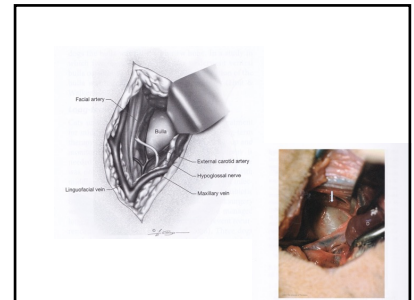 Facial artery
Bulla
External carotid artery
Hypoglossal nerve
Linguofacial vein
Maxillary vein